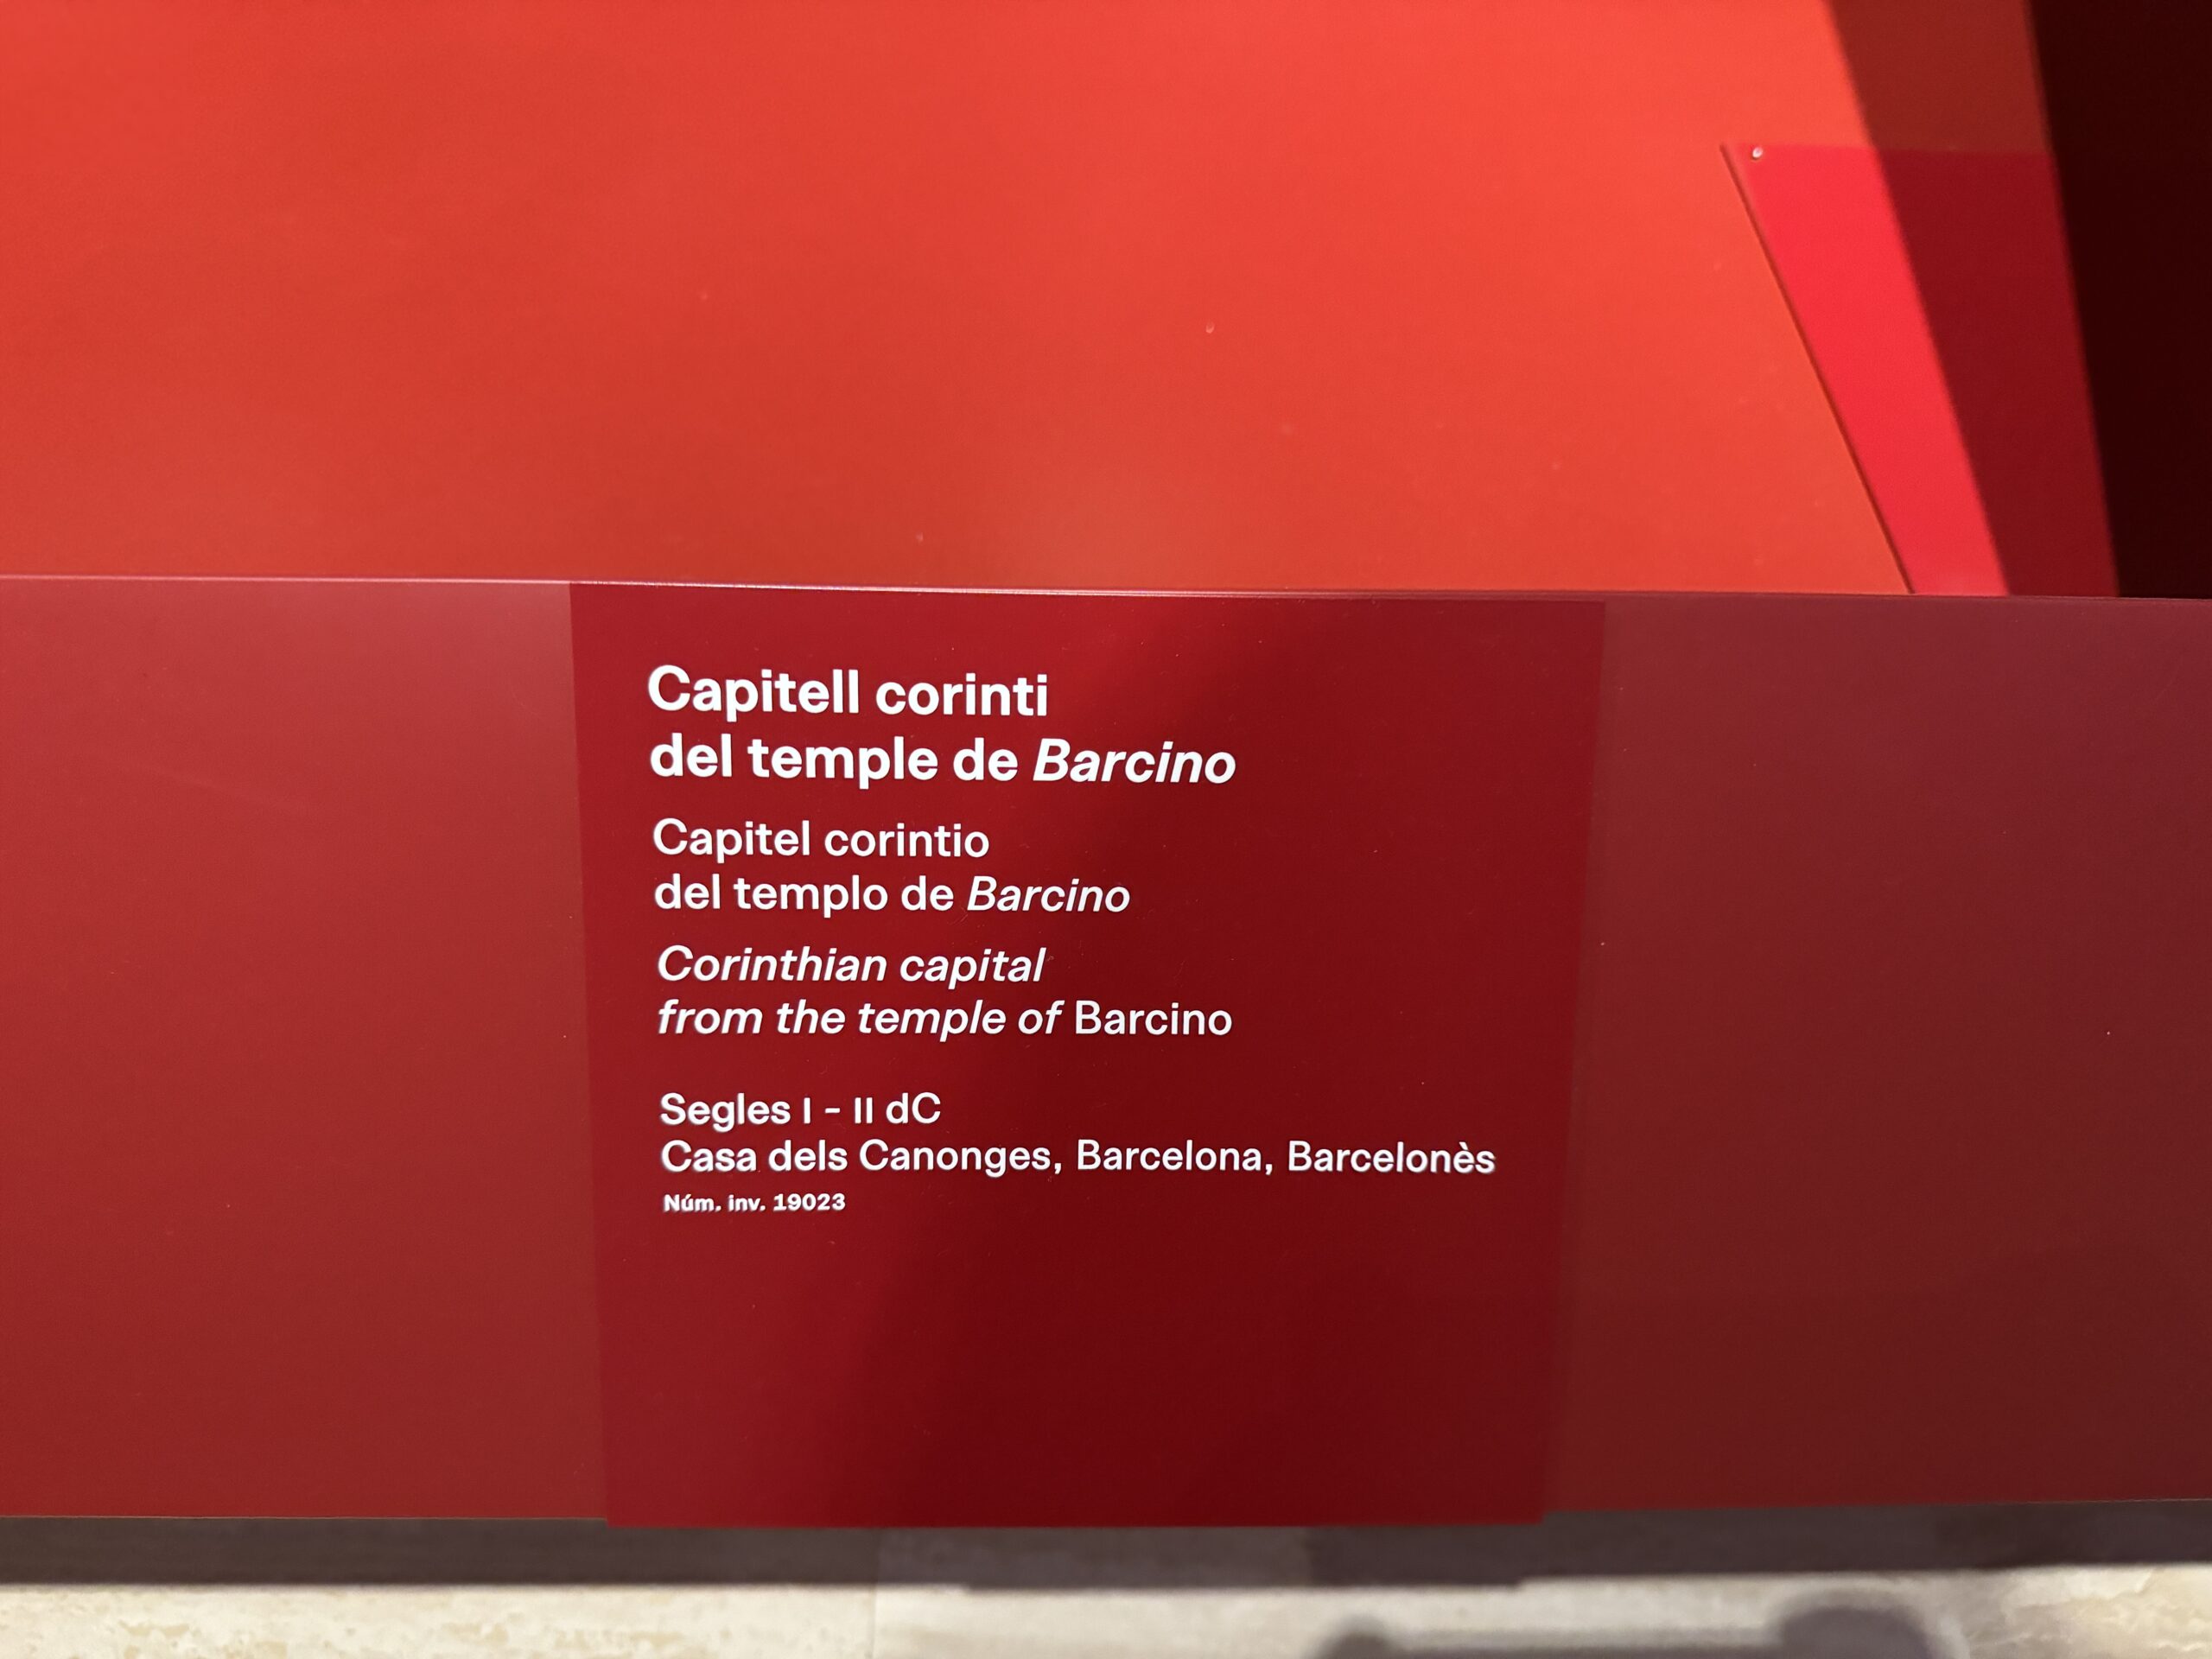 Capitell corinti
del temple de Barcino
Capitel corintio
del templo de Barcino
Corinthian capital
from the temple of Barcino
Segles I - II dC
Casa dels Canonges, Barcelona, Barcelonès
Núm. inv. 19023